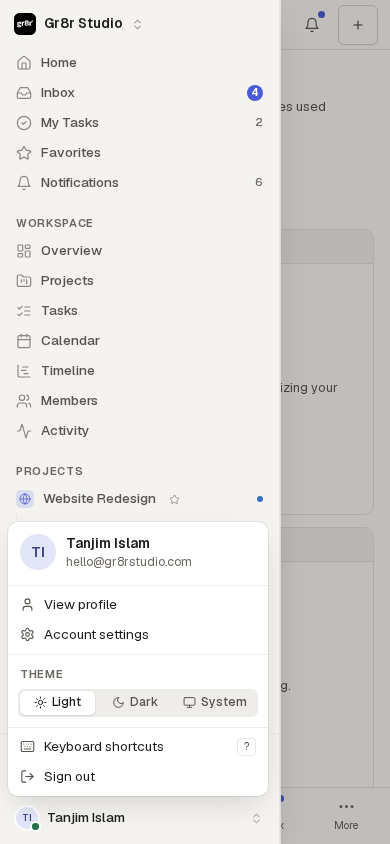 gr8r
Gr8r Studio
Home
Inbox 4
My Tasks 2
Favorites
Notifications 6
WORKSPACE
Overview
Projects
Tasks
Calendar
Timeline
Members
Activity
PROJECTS
Website Redesign
es used
izing your
g.
TI
Tanjim Islam
hello@gr8rstudio.com
View profile
Account settings
THEME
Light Dark System
Keyboard shortcuts ?
Sign out
TI Tanjim Islam
x
More